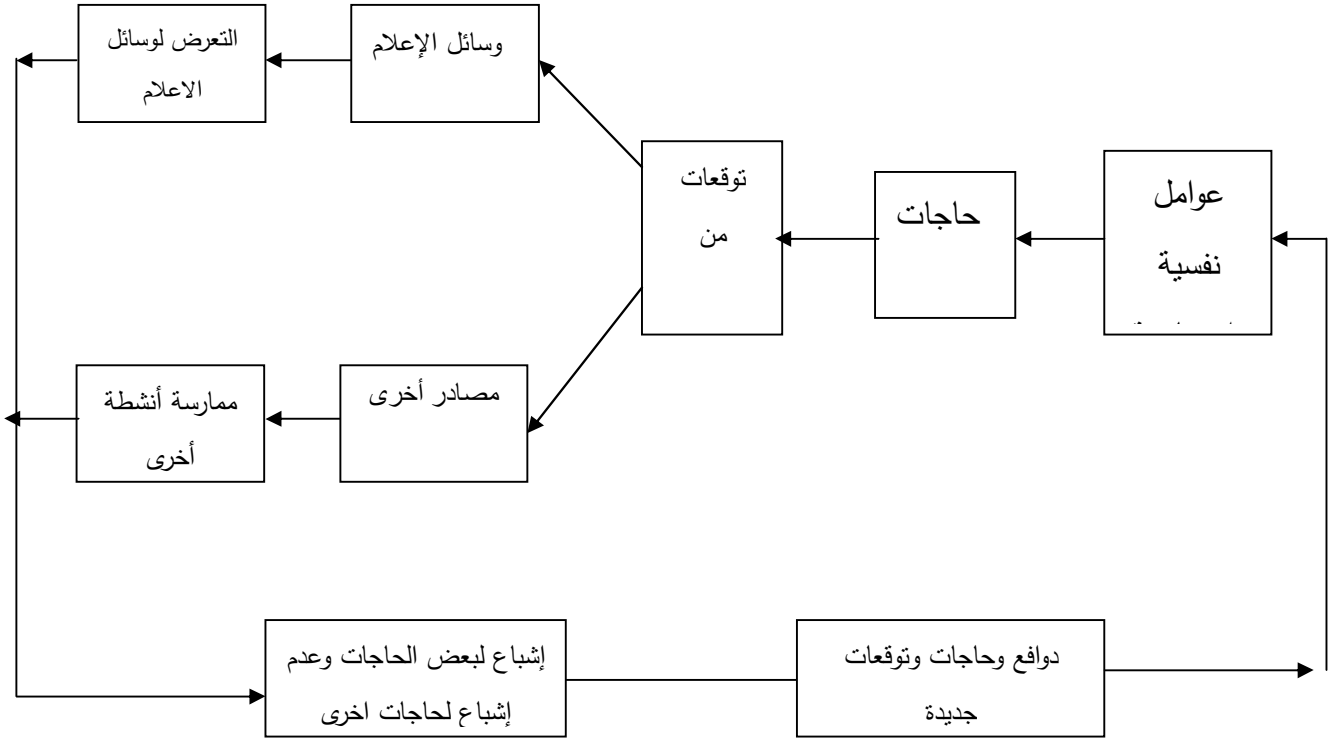 عوامل
نفسية
حاجات
توقعات
من
وسائل الإعلام
التعرض لوسائل
الاعلام
مصادر أخرى
ممارسة أنشطة
أخرى
إشباع لبعض الحاجات وعدم
إشباع لحاجات اخرى
دوافع وحاجات وتوقعات
جديدة